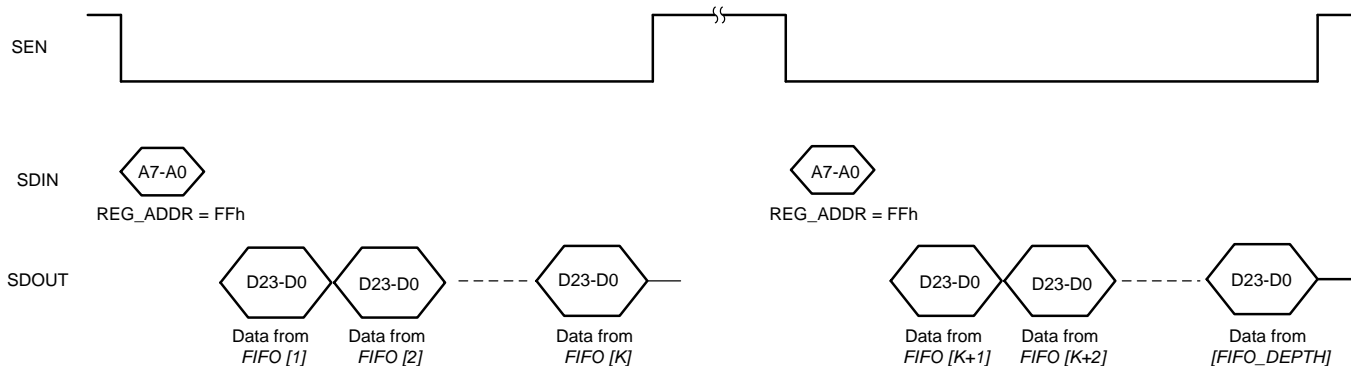 SEN
SDIN
A7-A0
A7-A0
REG_ADDR = FFh
REG_ADDR = FFh
SDOUT
D23-D0
D23-D0
D23-D0
D23-D0
D23-D0
D23-D0
Data from
FIFO [1]
Data from
FIFO [2]
Data from
FIFO [K]
Data from
FIFO [K+1]
Data from
FIFO [K+2]
Data from
[FIFO_DEPTH]